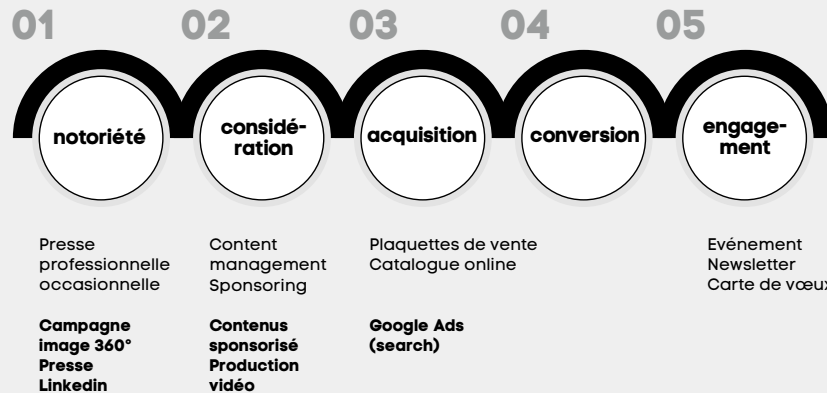 01
02
03
04
05
notoriété
considé-
ration
acquisition
conversion
engage-
ment
Presse
professionnelle
occasionnelle
Campagne
image 360°
Presse
Linkedin
Content
management
Sponsoring
Contenus
sponsorisé
Production
vidéo
Plaquettes de vente
Catalogue online
Google Ads
(search)
Evénement
Newsletter
Carte de vœux